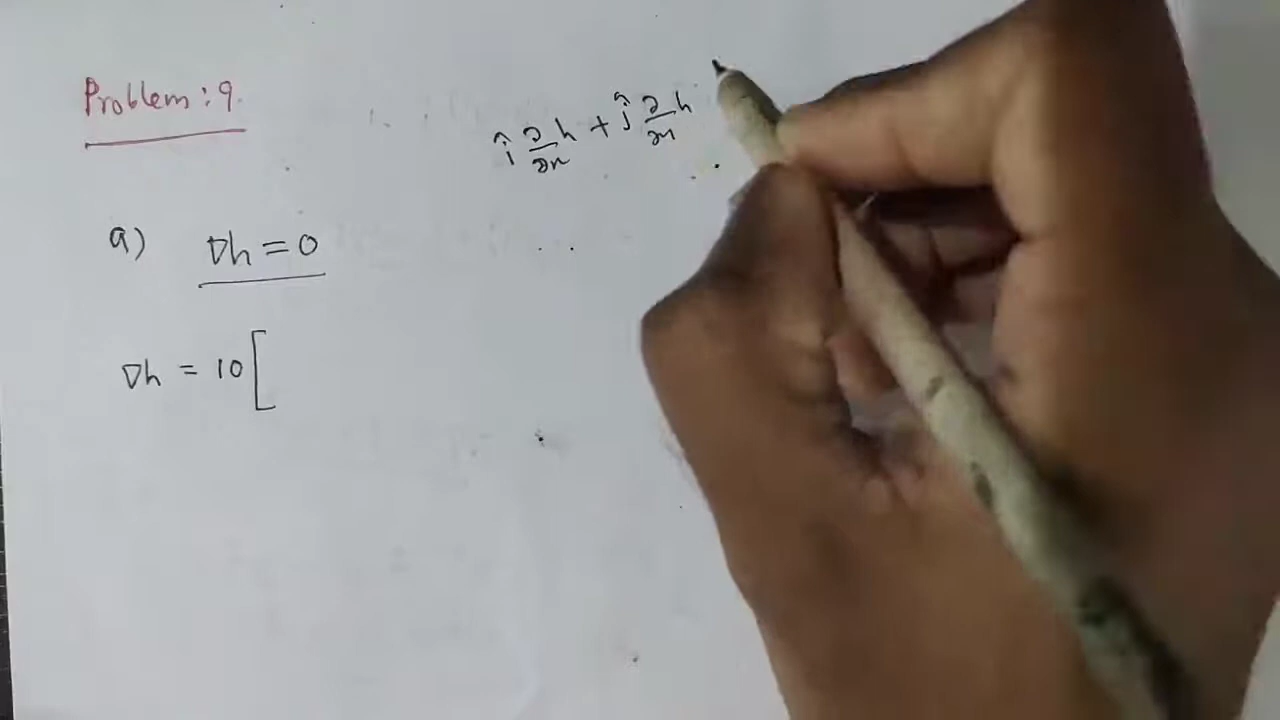 Problem: 9.
î ∂h/∂x + ĵ ∂h/∂x
a) ∇h = 0
∇h = 10 [